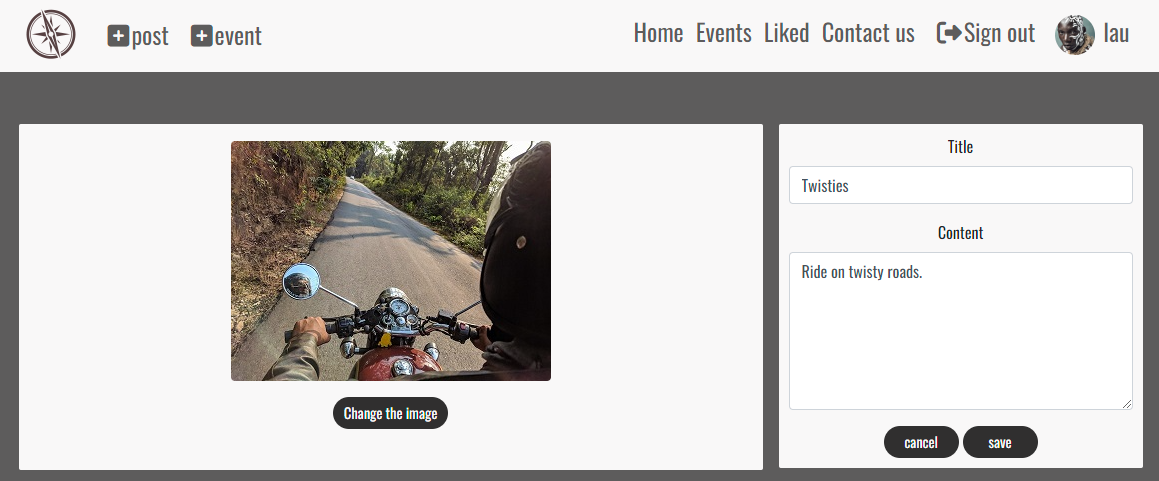 post event Home Events Liked Contact us Sign out lau
Title
Twisties
Content
Ride on twisty roads.
Change the image
cancel save